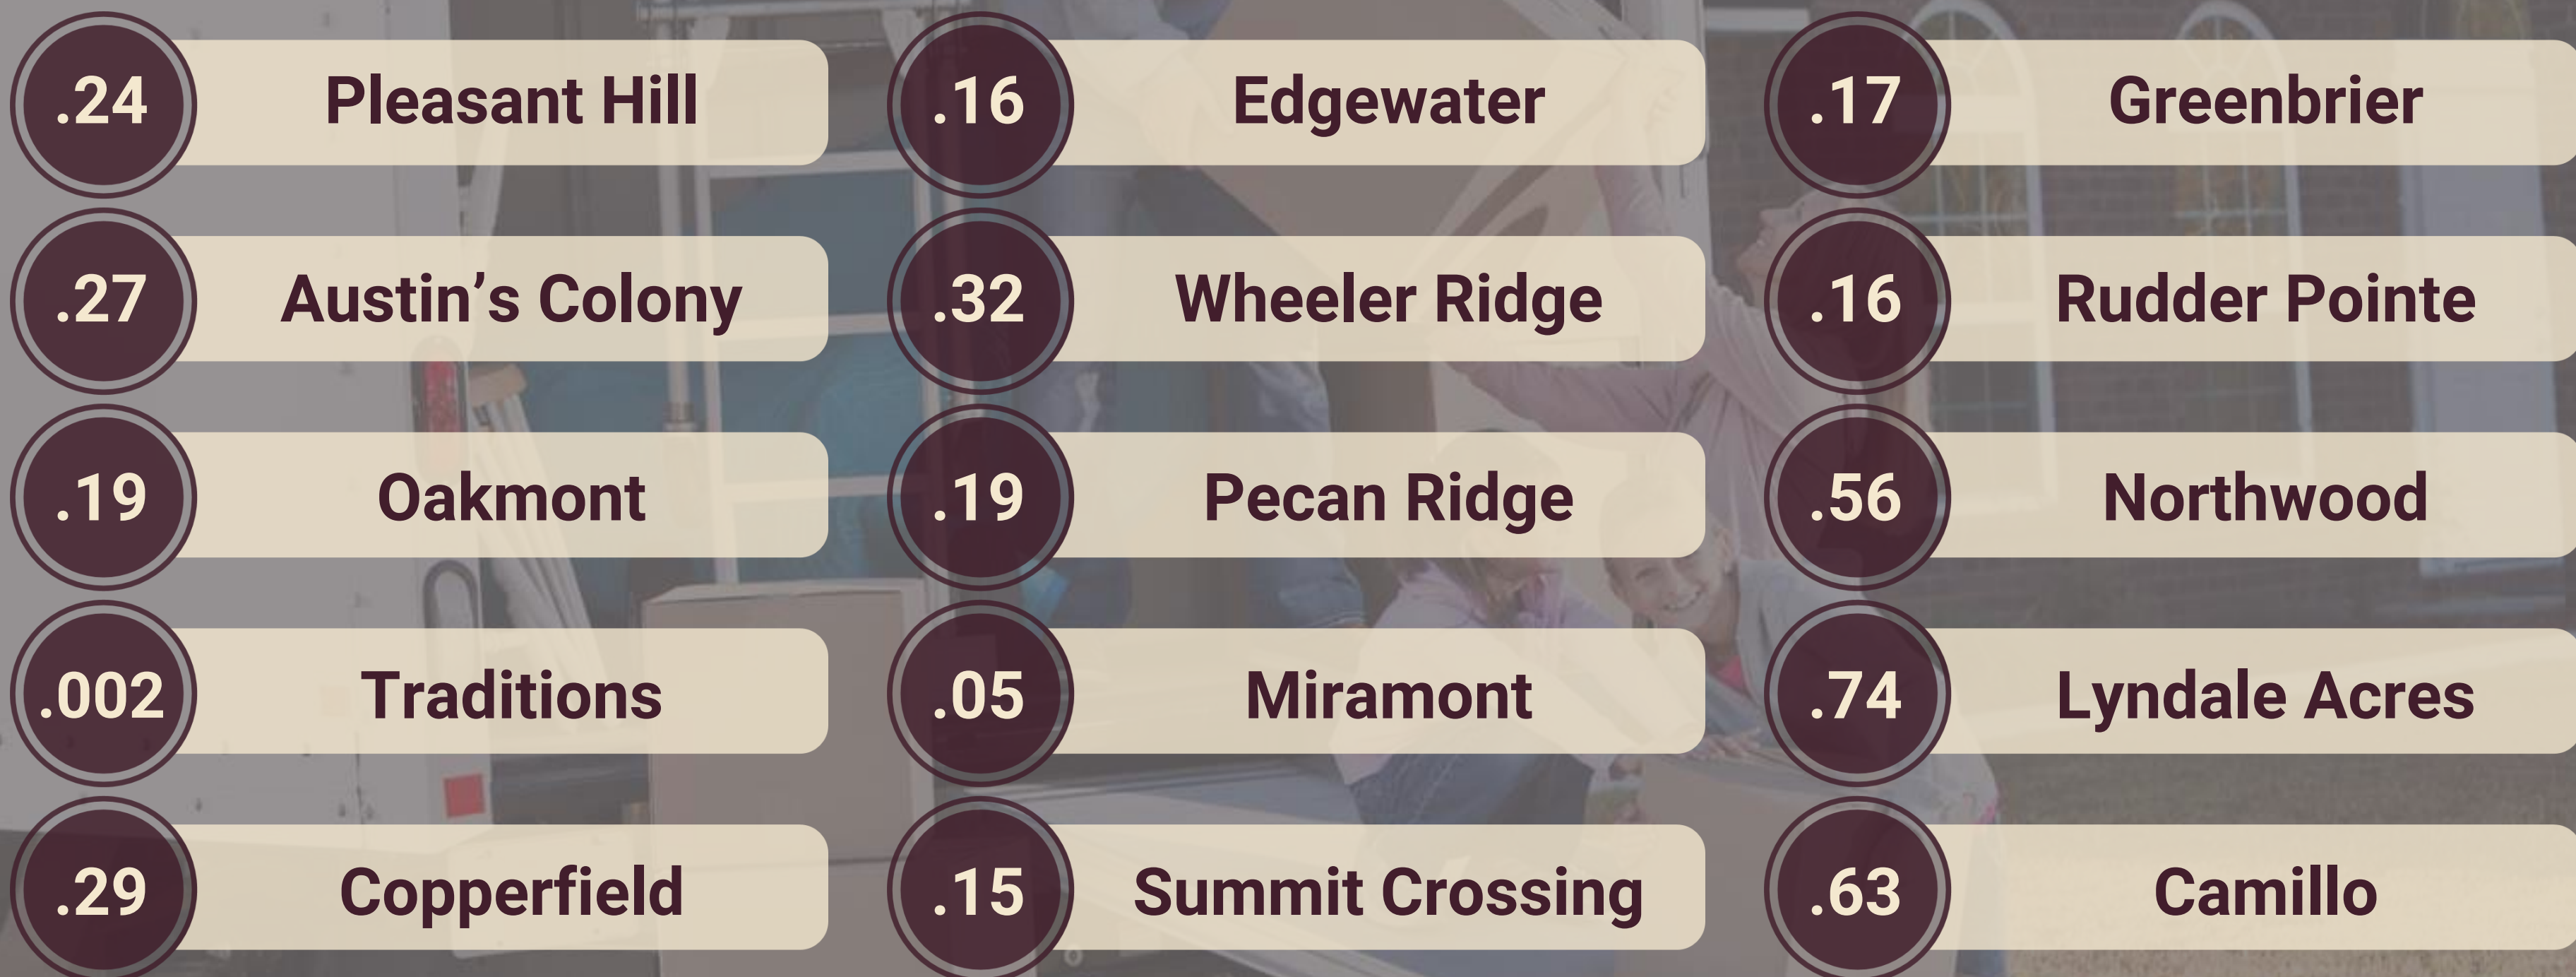 .24 Pleasant Hill
.16 Edgewater
.17 Greenbrier
.27 Austin’s Colony
.32 Wheeler Ridge
.16 Rudder Pointe
.19 Oakmont
.19 Pecan Ridge
.56 Northwood
.002 Traditions
.05 Miramont
.74 Lyndale Acres
.29 Copperfield
.15 Summit Crossing
.63 Camillo